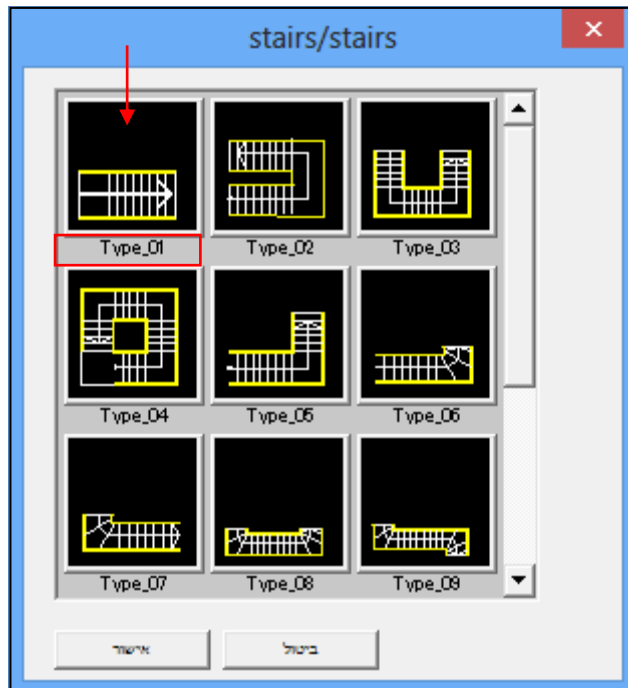 stairs/stairs
Type_01 Type_02 Type_03
Type_04 Type_05 Type_06
Type_07 Type_08 Type_09
אישור ביטול